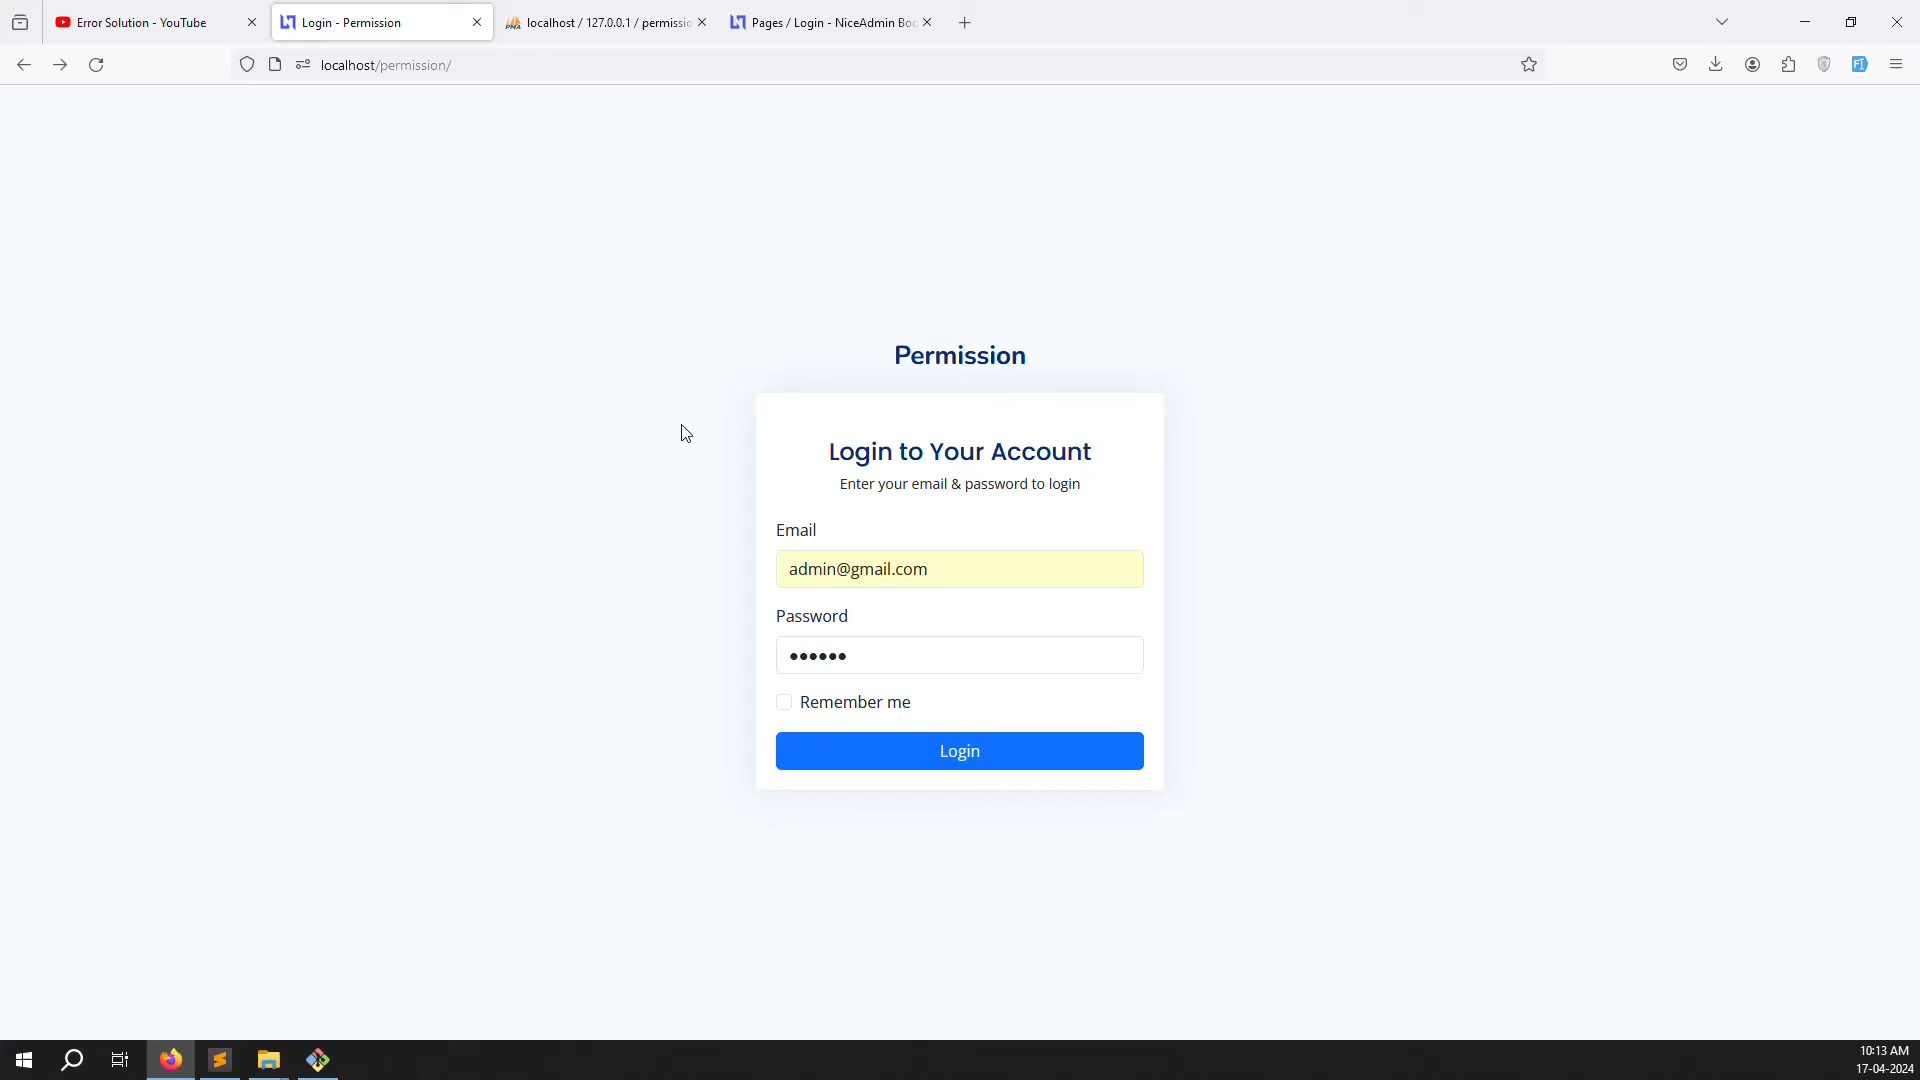 Error Solution - YouTube
Login - Permission
localhost / 127.0.0.1 / permissio
Pages / Login - NiceAdmin Boo
localhost/permission/
Permission
Login to Your Account
Enter your email & password to login
Email
admin@gmail.com
Password
Remember me
Login
10:13 AM
17-04-2024